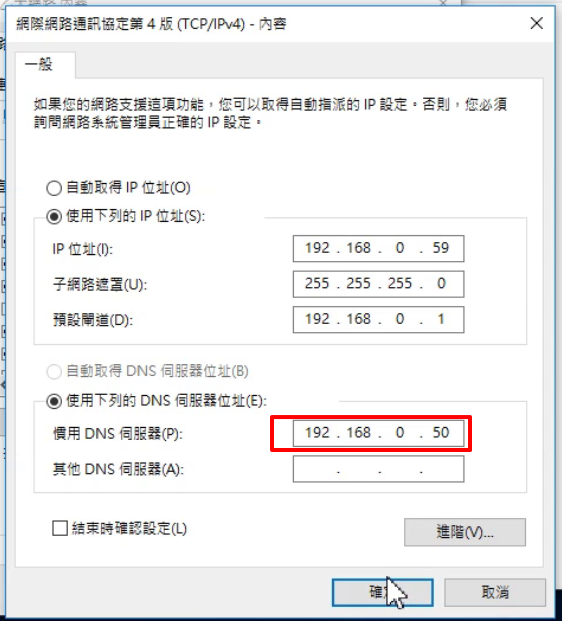 網際網路通訊協定第 4 版 (TCP/IPv4) - 內容
一般
如果您的網路支援這項功能，您可以取得自動指派的 IP 設定。否則，您必須
詢問網路系統管理員正確的 IP 設定。
自動取得 IP 位址(O)
使用下列的 IP 位址(S):
IP 位址(I): 192 . 168 . 0 . 59
子網路遮罩(U): 255 . 255 . 255 . 0
預設閘道(D): 192 . 168 . 0 . 1
自動取得 DNS 伺服器位址(B)
使用下列的 DNS 伺服器位址(E):
慣用 DNS 伺服器(P): 192 . 168 . 0 . 50
其他 DNS 伺服器(A): . . .
結束時確認設定(L)
進階(V)...
確
取消